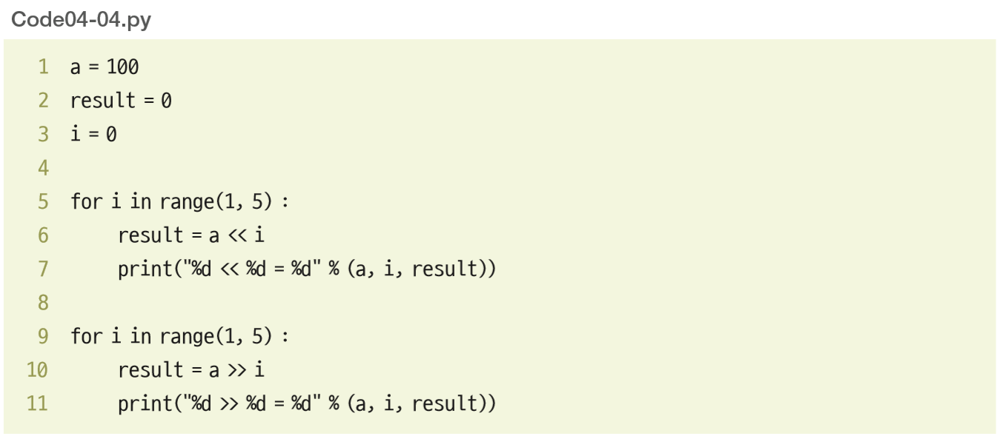 Code04-04.py
1 a = 100
2 result = 0
3 i = 0
4
5 for i in range(1, 5) :
6     result = a << i
7     print("%d << %d = %d" % (a, i, result))
8
9 for i in range(1, 5) :
10     result = a >> i
11     print("%d >> %d = %d" % (a, i, result))